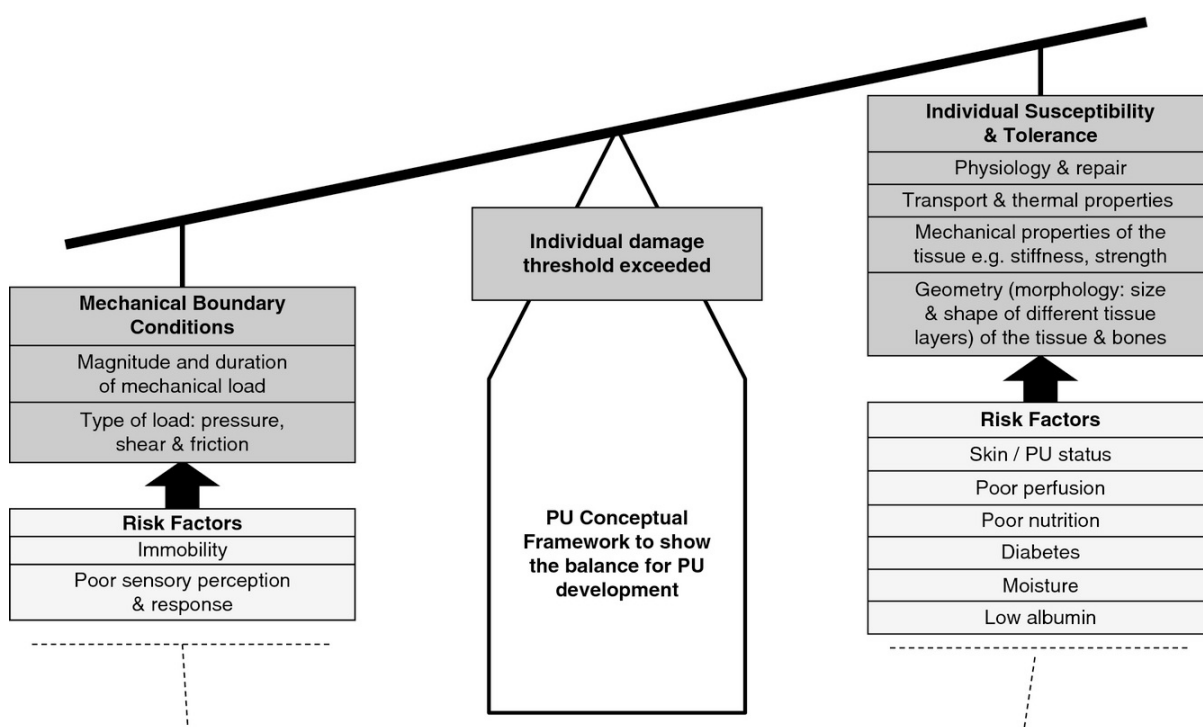 Mechanical Boundary
Conditions
Magnitude and duration
of mechanical load
Type of load: pressure,
shear & friction
Risk Factors
Immobility
Poor sensory perception
& response
Individual damage
threshold exceeded
PU Conceptual
Framework to show
the balance for PU
development
Individual Susceptibility
& Tolerance
Physiology & repair
Transport & thermal properties
Mechanical properties of the
tissue e.g. stiffness, strength
Geometry (morphology: size
& shape of different tissue
layers) of the tissue & bones
Risk Factors
Skin / PU status
Poor perfusion
Poor nutrition
Diabetes
Moisture
Low albumin